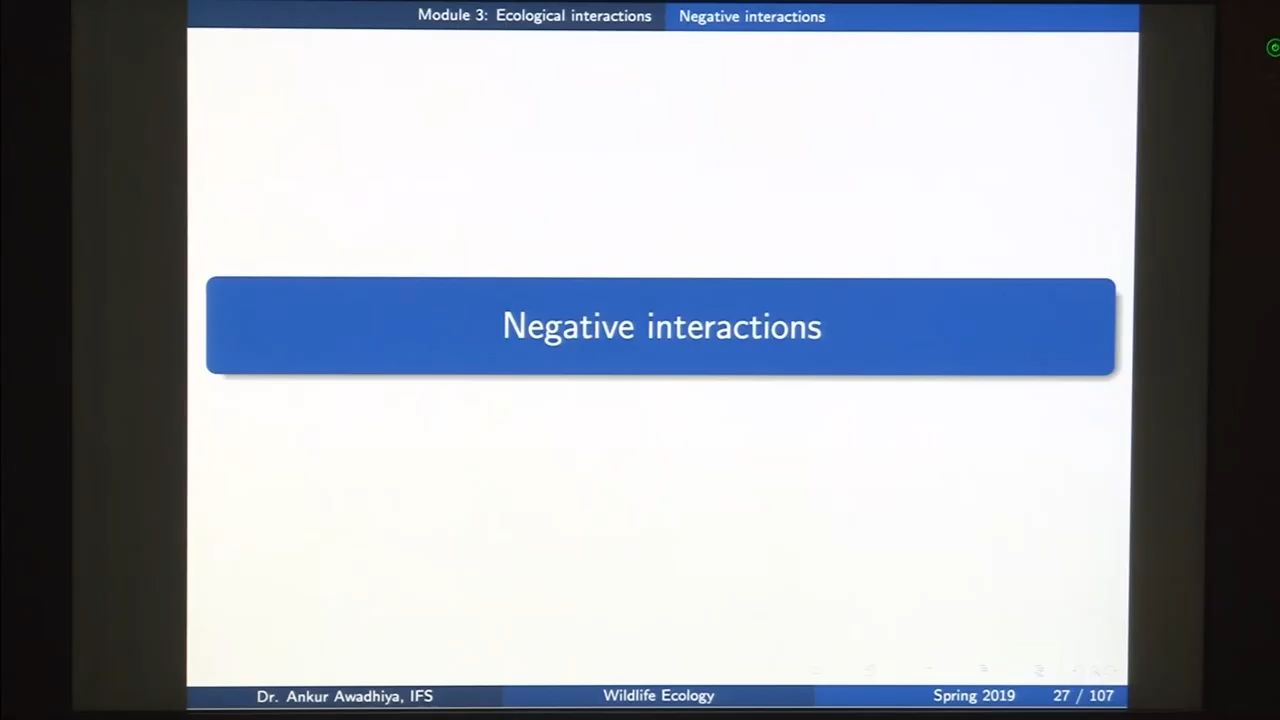 Module 3: Ecological interactions Negative interactions
Negative interactions
Dr. Ankur Awadhiya, IFS Wildlife Ecology Spring 2019 27 / 107